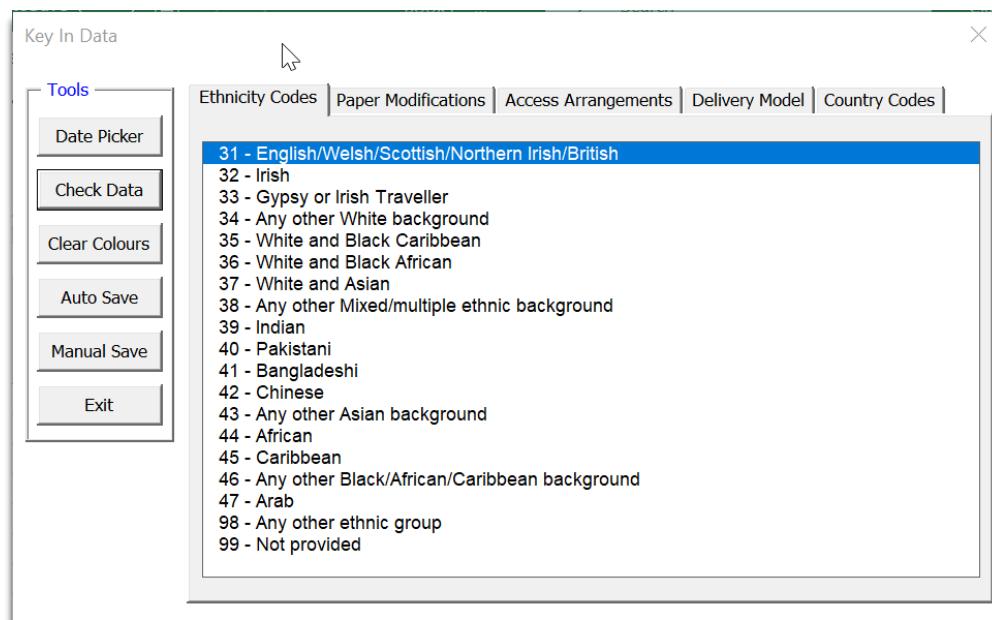 Key In Data
Tools
Date Picker
Check Data
Clear Colours
Auto Save
Manual Save
Exit
Ethnicity Codes
Paper Modifications
Access Arrangements
Delivery Model
Country Codes
31 - English/Welsh/Scottish/Northern Irish/British
32 - Irish
33 - Gypsy or Irish Traveller
34 - Any other White background
35 - White and Black Caribbean
36 - White and Black African
37 - White and Asian
38 - Any other Mixed/multiple ethnic background
39 - Indian
40 - Pakistani
41 - Bangladeshi
42 - Chinese
43 - Any other Asian background
44 - African
45 - Caribbean
46 - Any other Black/African/Caribbean background
47 - Arab
98 - Any other ethnic group
99 - Not provided